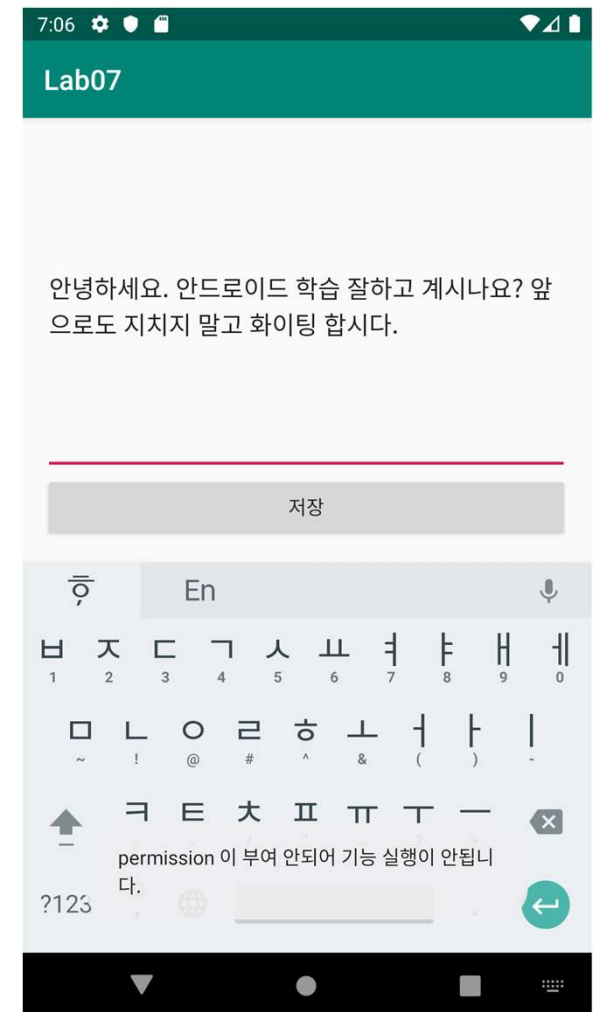 7:06
Lab07
안녕하세요. 안드로이드 학습 잘하고 계시나요? 앞
으로도 지치지 말고 화이팅 합시다.
저장
ᄒᆞᆢ En
ㅂ ㅈ ㄷ ㄱ ㅅ ㅛ ㅕ ㅑ ㅐ ㅔ
1 2 3 4 5 6 7 8 9 0
ㅁ ㄴ ㅇ ㄹ ㅎ ㅗ ㅓ ㅏ ㅣ
~ ! @ # ^ & ( ) -
ㅋ ㅌ ㅊ ㅍ ㅠ ㅜ ㅡ
permission 이 부여 안되어 기능 실행이 안됩니
다.
?123